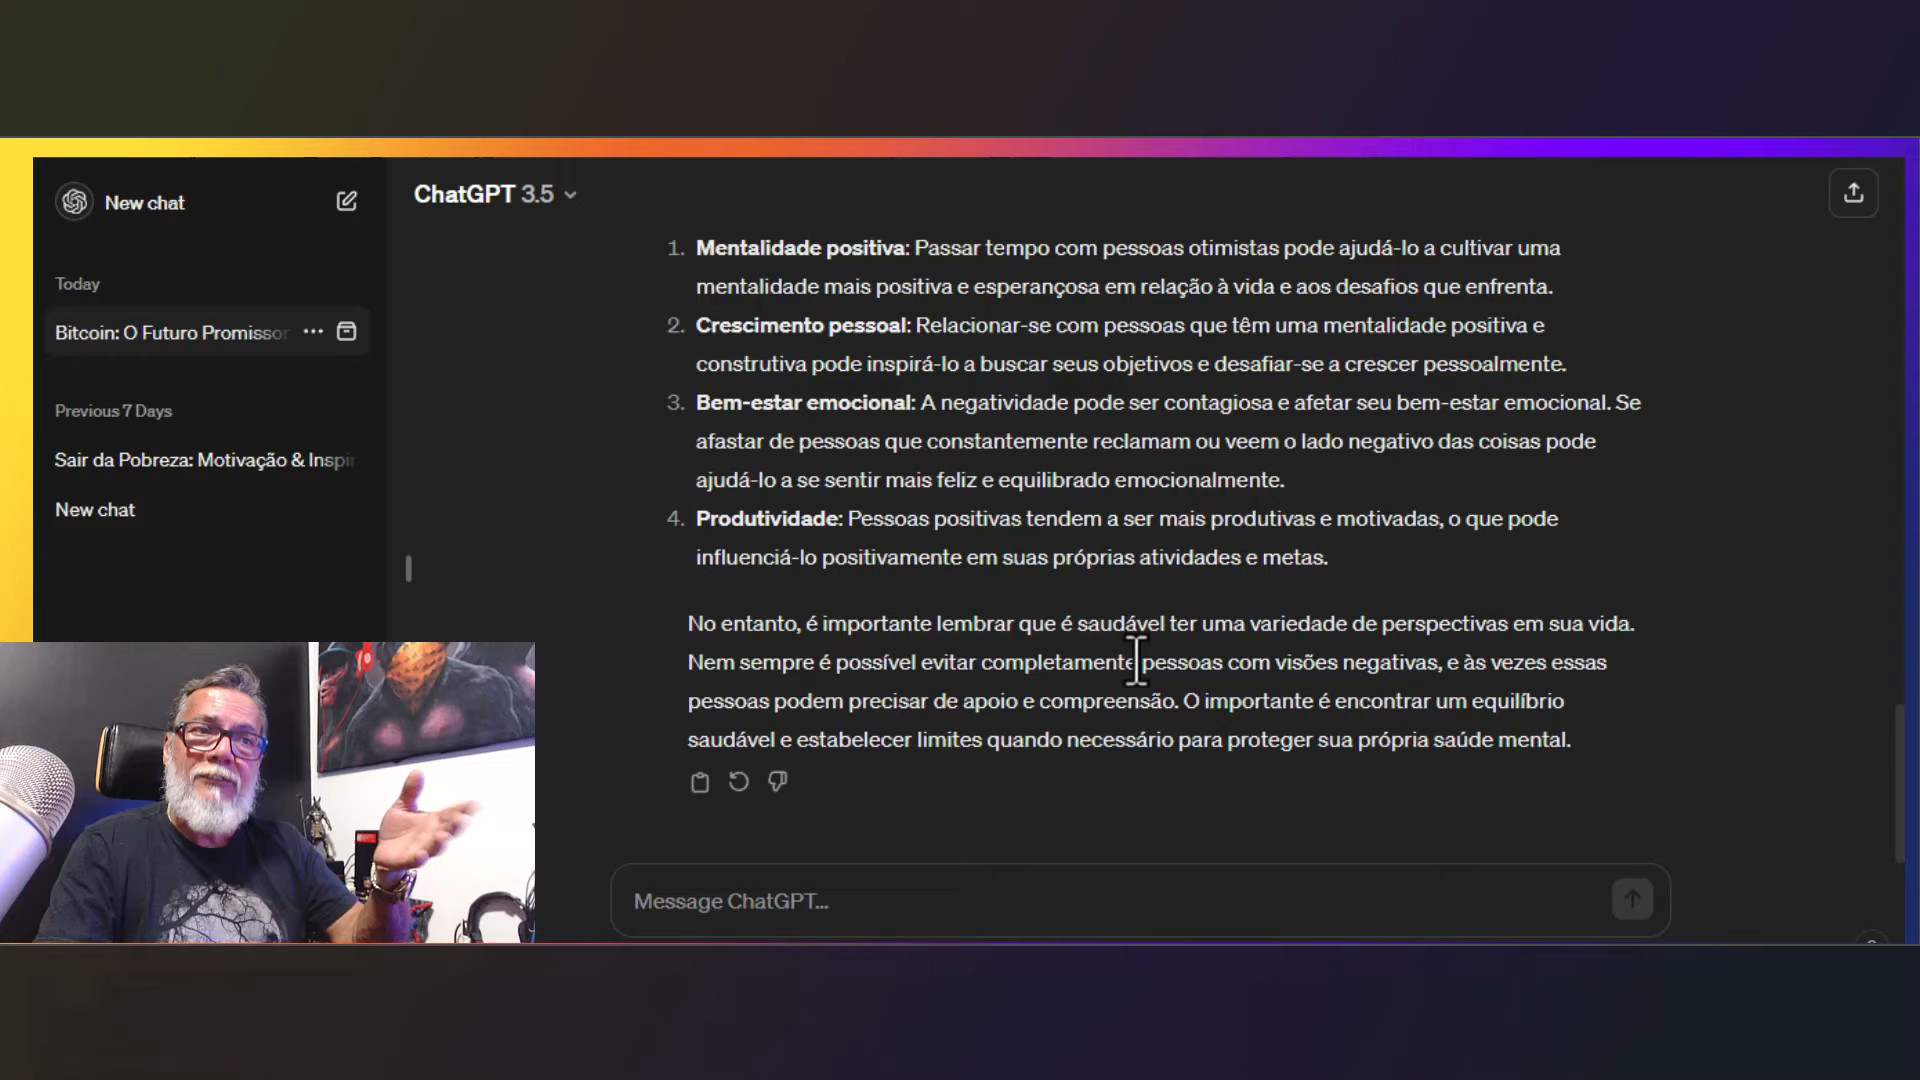 New chat
Today
Bitcoin: O Futuro Promissor
Previous 7 Days
Sair da Pobreza: Motivação & Inspir
New chat
ChatGPT 3.5
1. Mentalidade positiva: Passar tempo com pessoas otimistas pode ajudá-lo a cultivar uma
mentalidade mais positiva e esperançosa em relação à vida e aos desafios que enfrenta.
2. Crescimento pessoal: Relacionar-se com pessoas que têm uma mentalidade positiva e
construtiva pode inspirá-lo a buscar seus objetivos e desafiar-se a crescer pessoalmente.
3. Bem-estar emocional: A negatividade pode ser contagiosa e afetar seu bem-estar emocional. Se
afastar de pessoas que constantemente reclamam ou veem o lado negativo das coisas pode
ajudá-lo a se sentir mais feliz e equilibrado emocionalmente.
4. Produtividade: Pessoas positivas tendem a ser mais produtivas e motivadas, o que pode
influenciá-lo positivamente em suas próprias atividades e metas.
No entanto, é importante lembrar que é saudável ter uma variedade de perspectivas em sua vida.
Nem sempre é possível evitar completamente pessoas com visões negativas, e às vezes essas
pessoas podem precisar de apoio e compreensão. O importante é encontrar um equilíbrio
saudável e estabelecer limites quando necessário para proteger sua própria saúde mental.
Message ChatGPT...